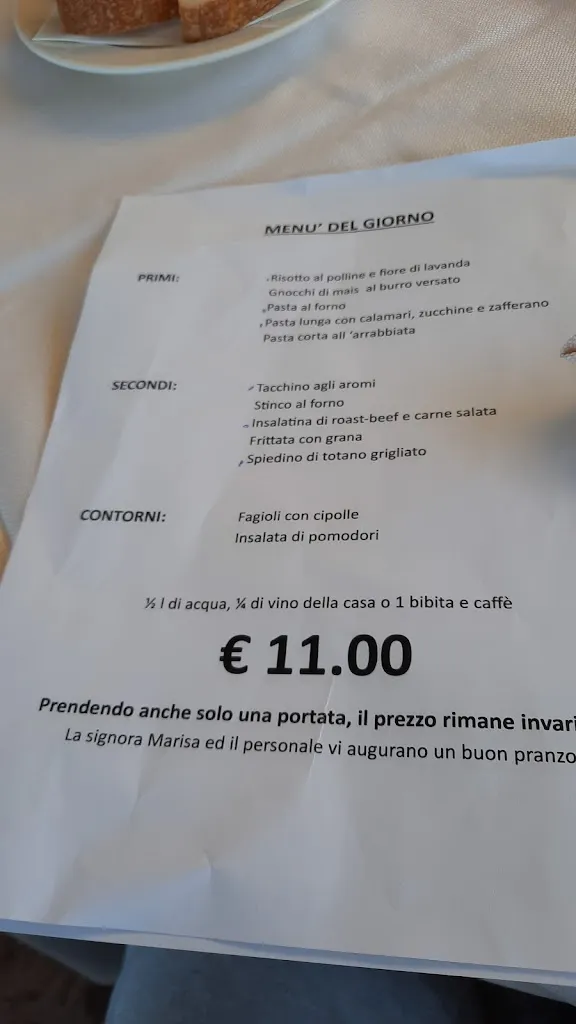 MENU' DEL GIORNO
PRIMI:
Risotto al polline e fiore di lavanda
Gnocchi di mais al burro versato
Pasta al forno
Pasta lunga con calamari, zucchine e zafferano
Pasta corta all 'arrabbiata
SECONDI:
Tacchino agli aromi
Stinco al forno
Insalatina di roast-beef e carne salata
Frittata con grana
Spiedino di totano grigliato
CONTORNI:
Fagioli con cipolle
Insalata di pomodori
½ l di acqua, ¼ di vino della casa o 1 bibita e caffè
€ 11.00
Prendendo anche solo una portata, il prezzo rimane invari
La signora Marisa ed il personale vi augurano un buon pranzo